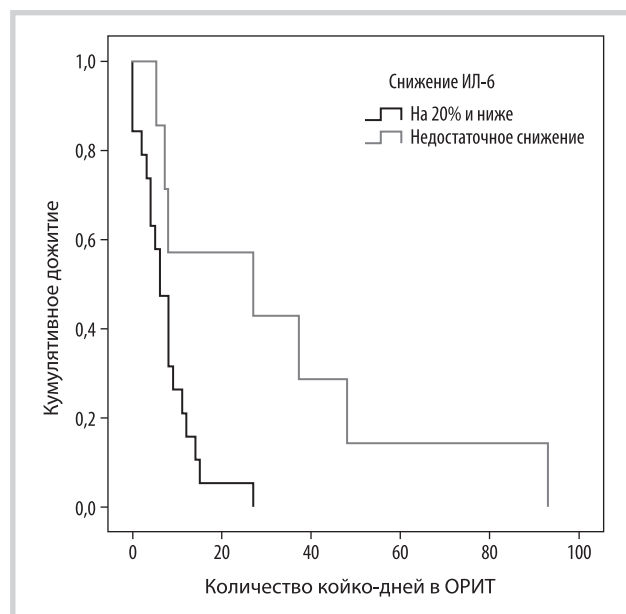 Снижение ИЛ-6
На 20% и ниже
Недостаточное снижение
Кумулятивное дожитие
1,0
0,8
0,6
0,4
0,2
0,0
0
20
40
60
80
100
Количество койко-дней в ОРИТ